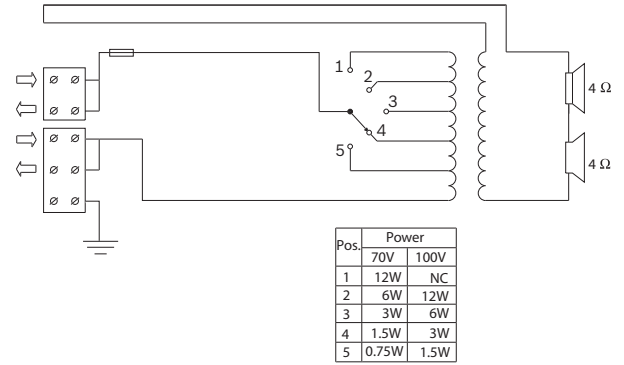 1
2
3
4
5
4 Ω
4 Ω
Pos. Power
70V 100V
1 12W NC
2 6W 12W
3 3W 6W
4 1.5W 3W
5 0.75W 1.5W